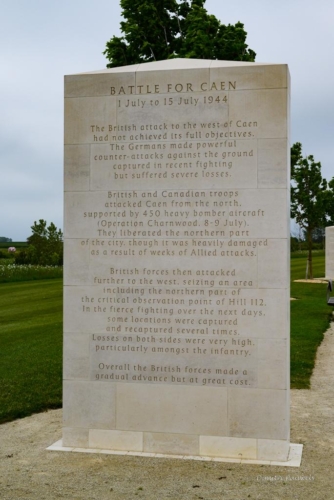 BATTLE FOR CAEN
1 July to 15 July 1944
The British attack to the west of Caen
had not achieved its full objectives.
The Germans made powerful
counter-attacks against the ground
captured in recent fighting
but suffered severe losses.
British and Canadian troops
attacked Caen from the north,
supported by 450 heavy bomber aircraft
(Operation Charnwood, 8-9 July).
They liberated the northern part
of the city, though it was heavily damaged
as a result of weeks of Allied attacks.
British forces then attacked
further to the west, seizing an area
including the northern part of
the critical observation point of Hill 112.
In the fierce fighting over the next days,
some locations were captured
and recaptured several times.
Losses on both sides were very high,
particularly amongst the infantry.
Overall the British forces made a
gradual advance but at great cost.